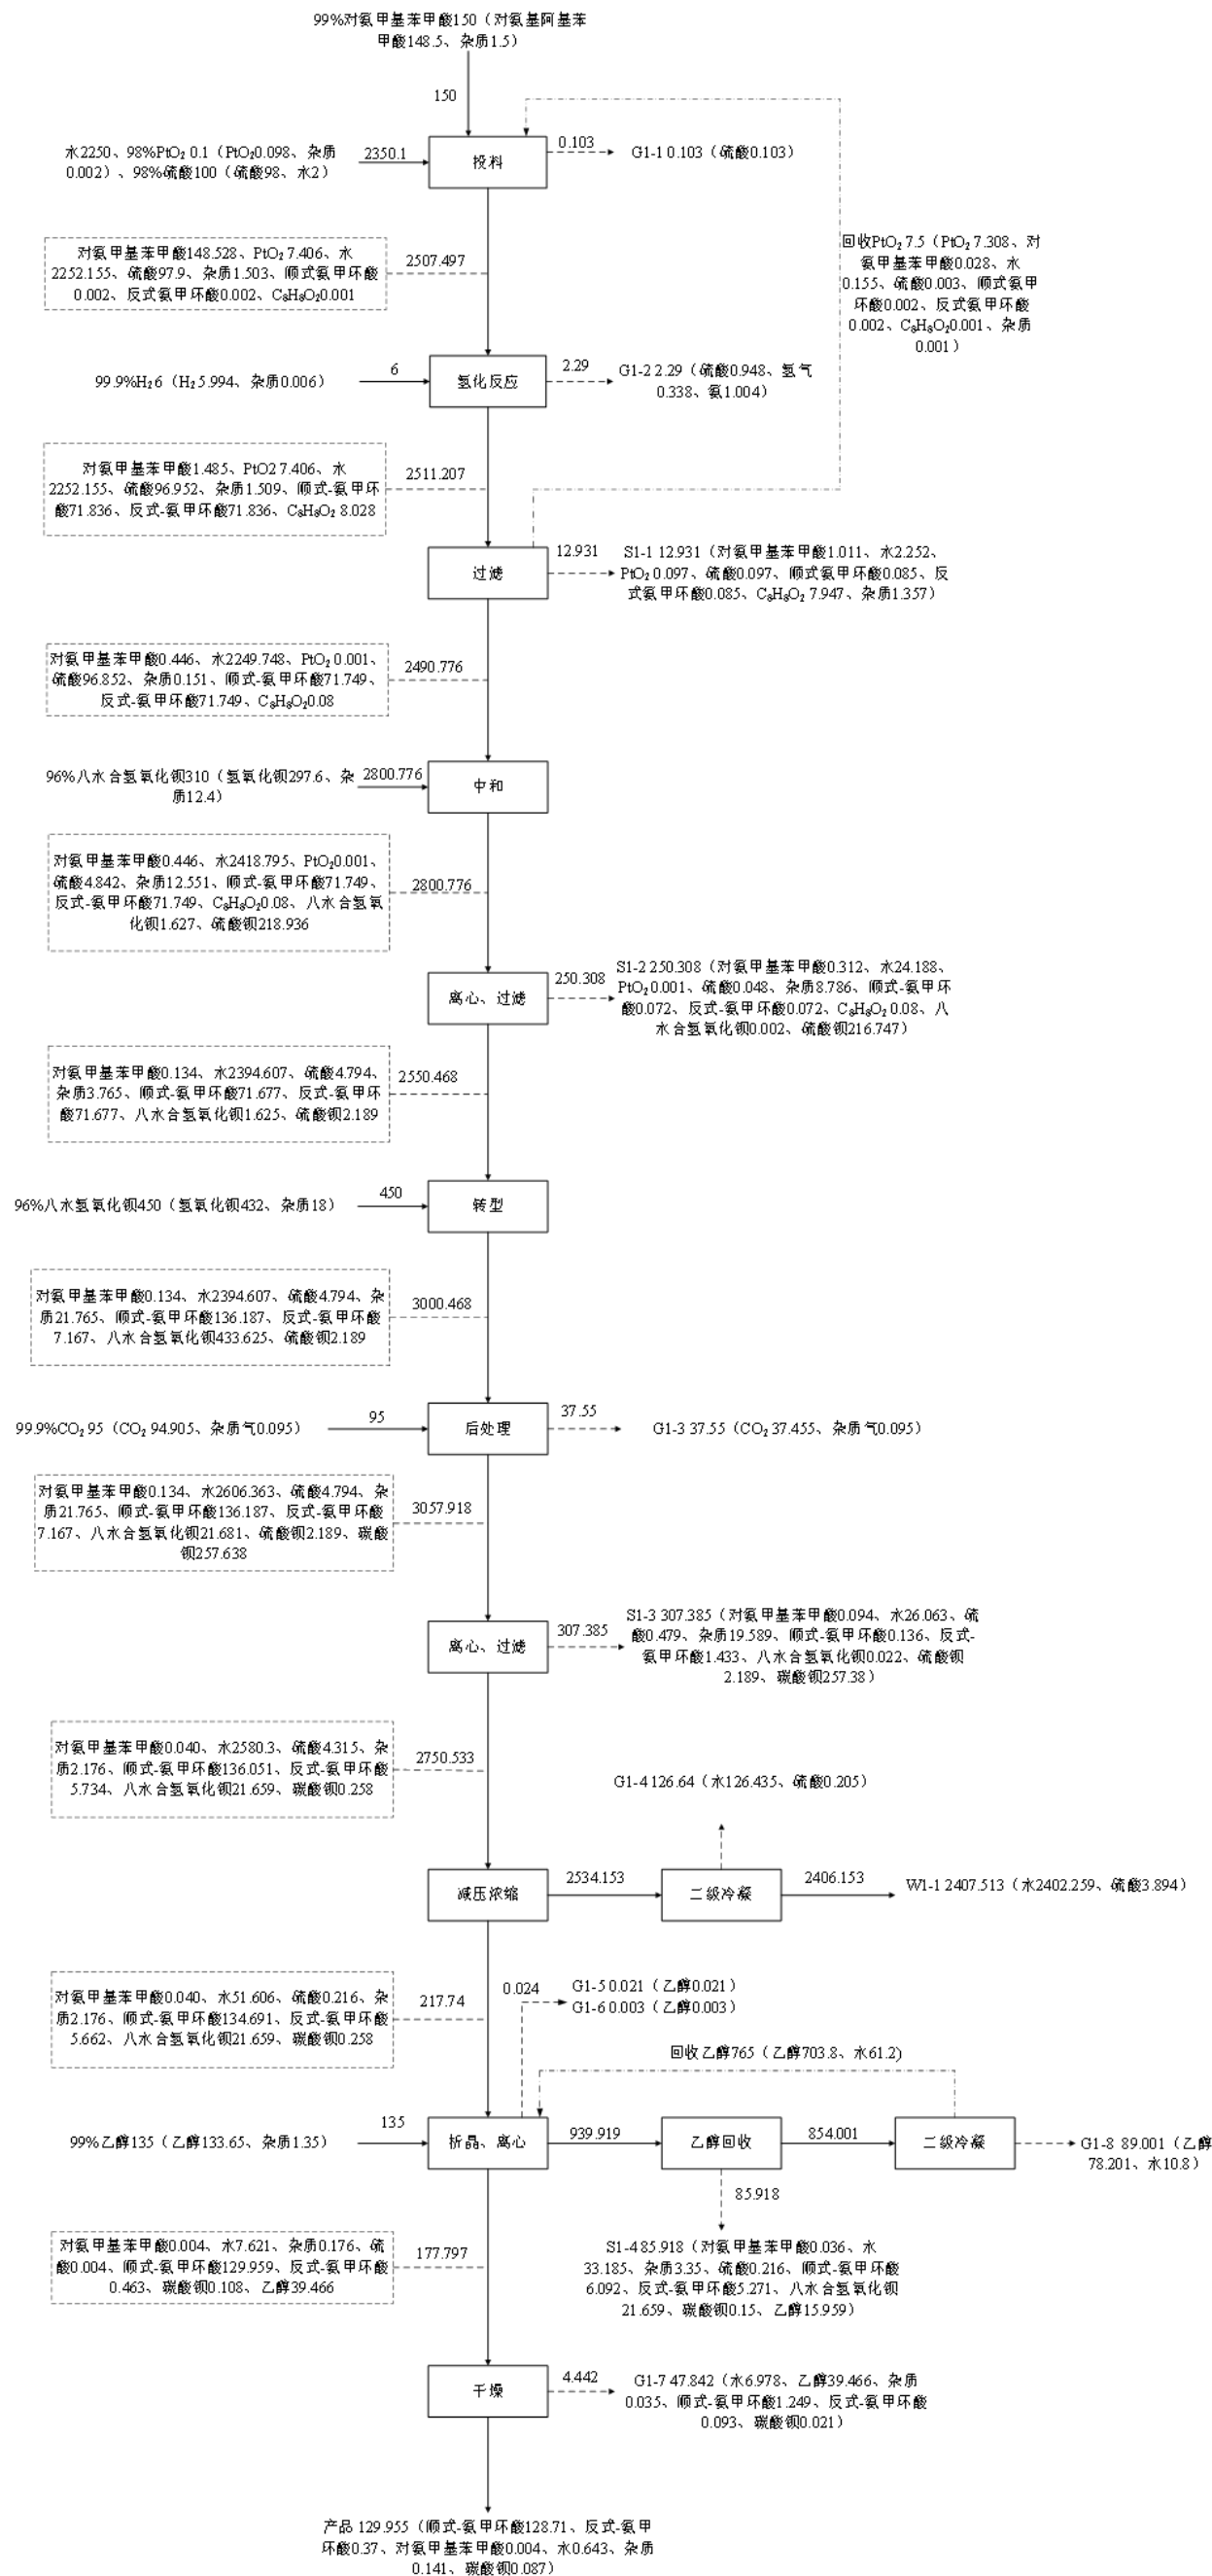 99%对氨甲基苯甲酸150（对氨基阿基苯
甲酸148.5、杂质1.5）
150
水2250、98%PtO₂ 0.1（PtO₂0.098、杂质
0.002）、98%硫酸100（硫酸98、水2）
2350.1
投料
0.103
G1-1 0.103（硫酸0.103）
回收PtO₂ 7.5（PtO₂ 7.308、对
氨甲基苯甲酸0.028、水
0.155、硫酸0.003、顺式氨甲
环酸0.002、反式氨甲环酸
0.002、C₈H₈O₂0.001、杂质
0.001）
对氨甲基苯甲酸148.528、PtO₂ 7.406、水
2252.155、硫酸97.9、杂质1.503、顺式氨甲环酸
0.002、反式氨甲环酸0.002、C₈H₈O₂0.001
2507.497
99.9%H₂ 6（H₂ 5.994、杂质0.006）
6
氢化反应
2.29
G1-2 2.29（硫酸0.948、氢气
0.338、氨1.004）
对氨甲基苯甲酸1.485、PtO2 7.406、水
2252.155、硫酸96.952、杂质1.509、顺式-氨甲环
酸71.836、反式-氨甲环酸71.836、C₈H₈O₂ 8.028
2511.207
过滤
12.931
S1-1 12.931（对氨甲基苯甲酸1.011、水2.252、
PtO₂ 0.097、硫酸0.097、顺式氨甲环酸0.085、反
式氨甲环酸0.085、C₈H₈O₂ 7.947、杂质1.357）
对氨甲基苯甲酸0.446、水2249.748、PtO₂ 0.001、
硫酸96.852、杂质0.151、顺式-氨甲环酸71.749、
反式-氨甲环酸71.749、C₈H₈O₂0.08
2490.776
96%八水合氢氧化钡310（氢氧化钡297.6、杂
质12.4）
2800.776
中和
对氨甲基苯甲酸0.446、水2418.795、PtO₂0.001、
硫酸4.842、杂质12.551、顺式-氨甲环酸71.749、
反式-氨甲环酸71.749、C₈H₈O₂0.08、八水合氢氧
化钡1.627、硫酸钡218.936
2800.776
离心、过滤
250.308
S1-2 250.308（对氨甲基苯甲酸0.312、水24.188、
PtO₂ 0.001、硫酸0.048、杂质8.786、顺式-氨甲环
酸0.072、反式-氨甲环酸0.072、C₈H₈O₂ 0.08、八
水合氢氧化钡0.002、硫酸钡216.747）
对氨甲基苯甲酸0.134、水2394.607、硫酸4.794、
杂质3.765、顺式-氨甲环酸71.677、反式-氨甲环
酸71.677、八水合氢氧化钡1.625、硫酸钡2.189
2550.468
96%八水氢氧化钡450（氢氧化钡432、杂质18）
450
转型
对氨甲基苯甲酸0.134、水2394.607、硫酸4.794、杂
质21.765、顺式-氨甲环酸136.187、反式-氨甲环酸
7.167、八水合氢氧化钡433.625、硫酸钡2.189
3000.468
99.9%CO₂ 95（CO₂ 94.905、杂质气0.095）
95
后处理
37.55
G1-3 37.55（CO₂ 37.455、杂质气0.095）
对氨甲基苯甲酸0.134、水2606.363、硫酸4.794、杂
质21.765、顺式-氨甲环酸136.187、反式-氨甲环酸
7.167、八水合氢氧化钡21.681、硫酸钡2.189、碳酸
钡257.638
3057.918
离心、过滤
307.385
S1-3 307.385（对氨甲基苯甲酸0.094、水26.063、硫
酸0.479、杂质19.589、顺式-氨甲环酸0.136、反式-
氨甲环酸1.433、八水合氢氧化钡0.022、硫酸钡
2.189、碳酸钡257.38）
对氨甲基苯甲酸0.040、水2580.3、硫酸4.315、杂
质2.176、顺式-氨甲环酸136.051、反式-氨甲环酸
5.734、八水合氢氧化钡21.659、碳酸钡0.258
2750.533
G1-4 126.64（水126.435、硫酸0.205）
减压浓缩
2534.153
二级冷凝
2406.153
W1-1 2407.513（水2402.259、硫酸3.894）
对氨甲基苯甲酸0.040、水51.606、硫酸0.216、杂
质2.176、顺式-氨甲环酸134.691、反式-氨甲环酸
5.662、八水合氢氧化钡21.659、碳酸钡0.258
217.74
0.024
G1-5 0.021（乙醇0.021）
G1-6 0.003（乙醇0.003）
回收乙醇765（乙醇703.8、水61.2)
99%乙醇135（乙醇133.65、杂质1.35）
135
析晶、离心
939.919
乙醇回收
854.001
二级冷凝
G1-8 89.001（乙醇
78.201、水10.8）
85.918
S1-4 85.918（对氨甲基苯甲酸0.036、水
33.185、杂质3.35、硫酸0.216、顺式-氨甲环酸
6.092、反式-氨甲环酸5.271、八水合氢氧化钡
21.659、碳酸钡0.15、乙醇15.959）
对氨甲基苯甲酸0.004、水7.621、杂质0.176、硫
酸0.004、顺式-氨甲环酸129.959、反式-氨甲环酸
0.463、碳酸钡0.108、乙醇39.466
177.797
干燥
4.442
G1-7 47.842（水6.978、乙醇39.466、杂质
0.035、顺式-氨甲环酸1.249、反式-氨甲环酸
0.093、碳酸钡0.021）
产品 129.955（顺式-氨甲环酸128.71、反式-氨甲
环酸0.37、对氨甲基苯甲酸0.004、水0.643、杂质
0.141、碳酸钡0.087）